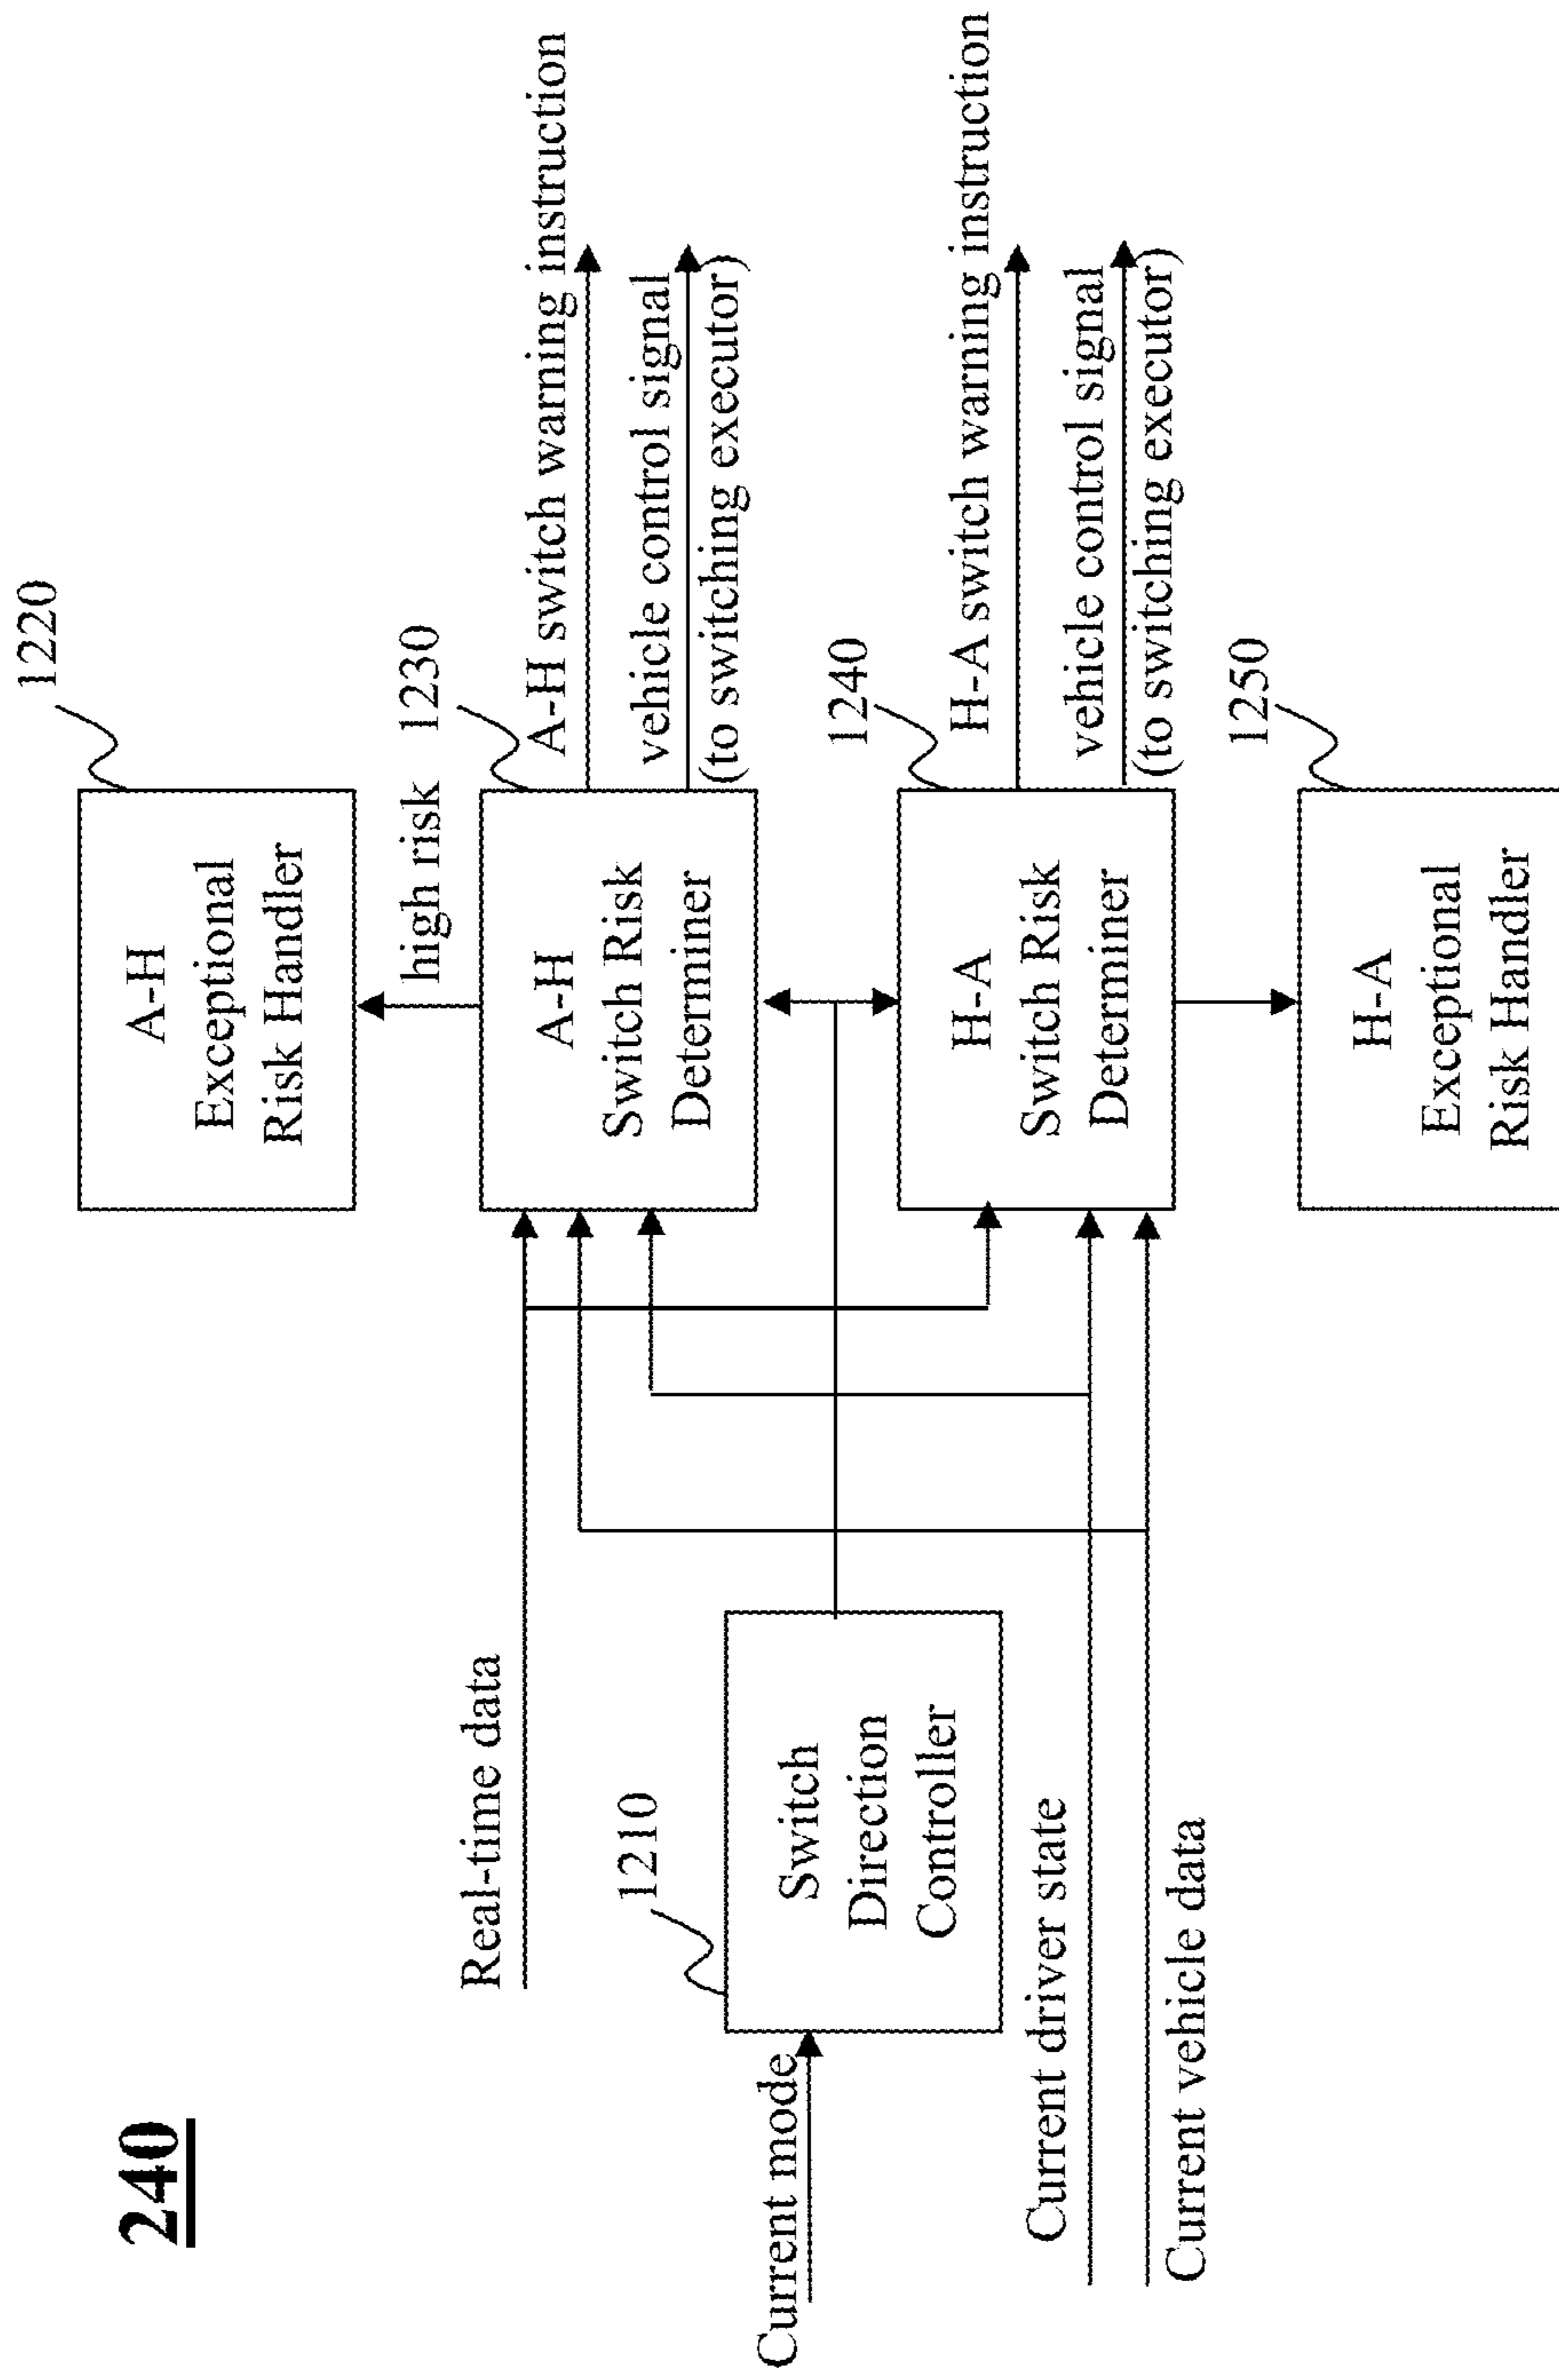 240
1220
A-H
Exceptional
Risk Handler
high risk
1230
A-H switch warning instruction
A-H
Switch Risk
Determiner
vehicle control signal
(to switching executor)
Real-time data
1210
Switch
Direction
Controller
Current mode
1240
H-A switch warning instruction
H-A
Switch Risk
Determiner
vehicle control signal
(to switching executor)
Current driver state
Current vehicle data
1250
H-A
Exceptional
Risk Handler